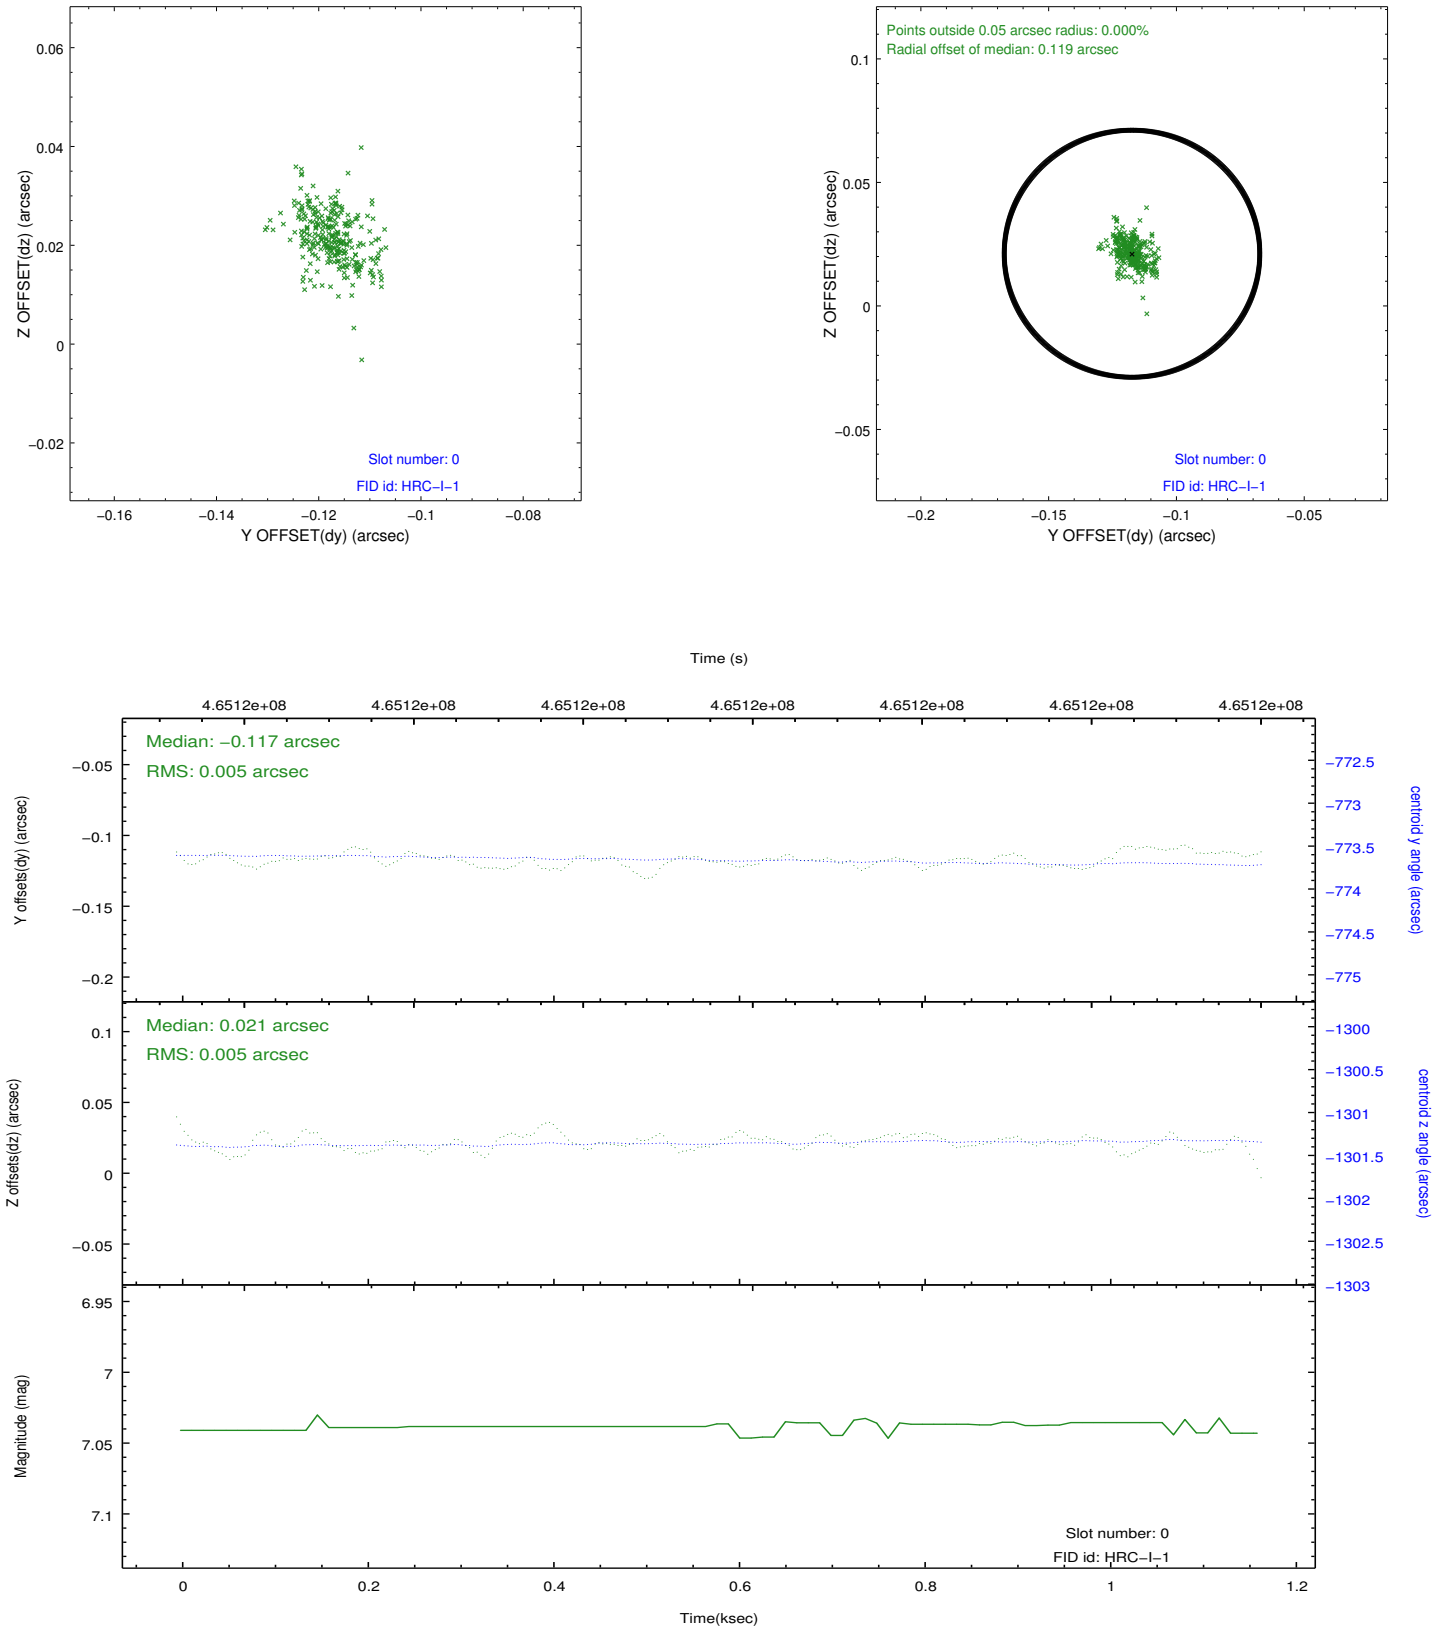 0.06
0.04
0.02
0
−0.02
Z OFFSET(dz) (arcsec)
Slot number: 0
FID id: HRC−I−1
−0.16
−0.14
−0.12
−0.1
−0.08
Y OFFSET(dy) (arcsec)
Points outside 0.05 arcsec radius: 0.000%
Radial offset of median: 0.119 arcsec
0.1
0.05
0
−0.05
Z OFFSET(dz) (arcsec)
Slot number: 0
FID id: HRC−I−1
−0.2
−0.15
−0.1
−0.05
Y OFFSET(dy) (arcsec)
Time (s)
4.6512e+08
4.6512e+08
4.6512e+08
4.6512e+08
4.6512e+08
4.6512e+08
4.6512e+08
Median: −0.117 arcsec
RMS: 0.005 arcsec
−0.05
−0.1
−0.15
−0.2
Y offsets(dy) (arcsec)
−772.5
−773
−773.5
−774
−774.5
−775
centroid y angle (arcsec)
Median: 0.021 arcsec
RMS: 0.005 arcsec
0.1
0.05
0
−0.05
Z offsets(dz) (arcsec)
−1300
−1300.5
−1301
−1301.5
−1302
−1302.5
−1303
centroid z angle (arcsec)
6.95
7
7.05
7.1
Magnitude (mag)
Slot number: 0
FID id: HRC−I−1
0
0.2
0.4
0.6
0.8
1
1.2
Time(ksec)